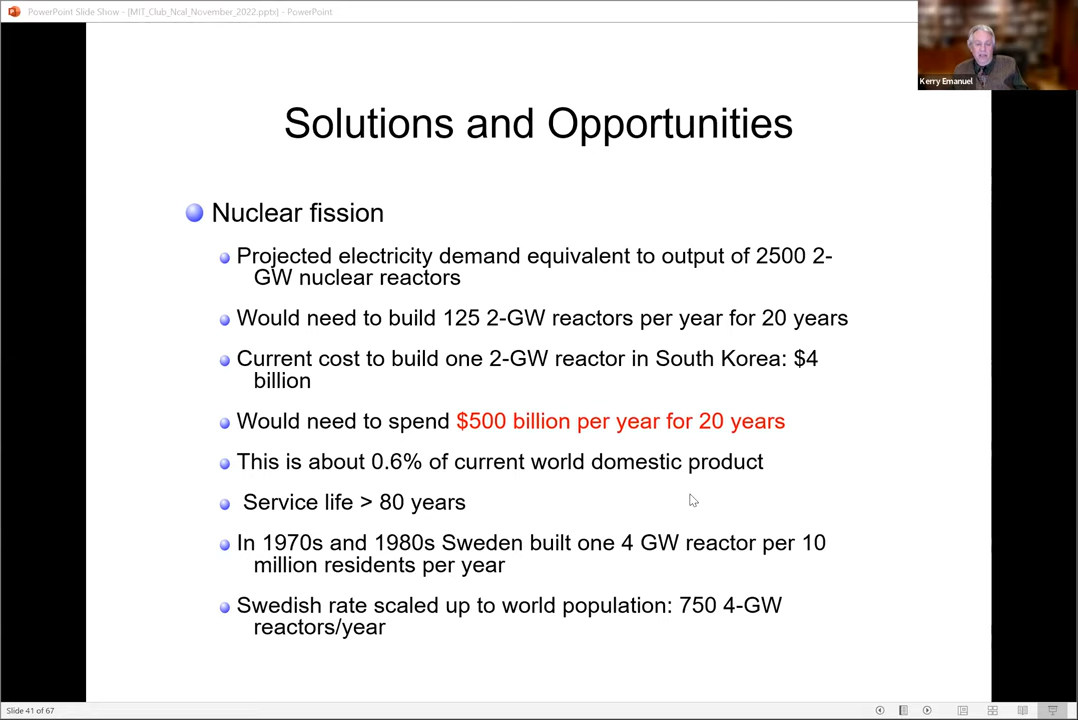 PowerPoint Slide Show - [MIT_Club_Ncal_November_2022.pptx] - PowerPoint
Kerry Emanuel
Solutions and Opportunities
Nuclear fission
Projected electricity demand equivalent to output of 2500 2-
GW nuclear reactors
Would need to build 125 2-GW reactors per year for 20 years
Current cost to build one 2-GW reactor in South Korea: $4
billion
Would need to spend $500 billion per year for 20 years
This is about 0.6% of current world domestic product
Service life > 80 years
In 1970s and 1980s Sweden built one 4 GW reactor per 10
million residents per year
Swedish rate scaled up to world population: 750 4-GW
reactors/year
Slide 41 of 67